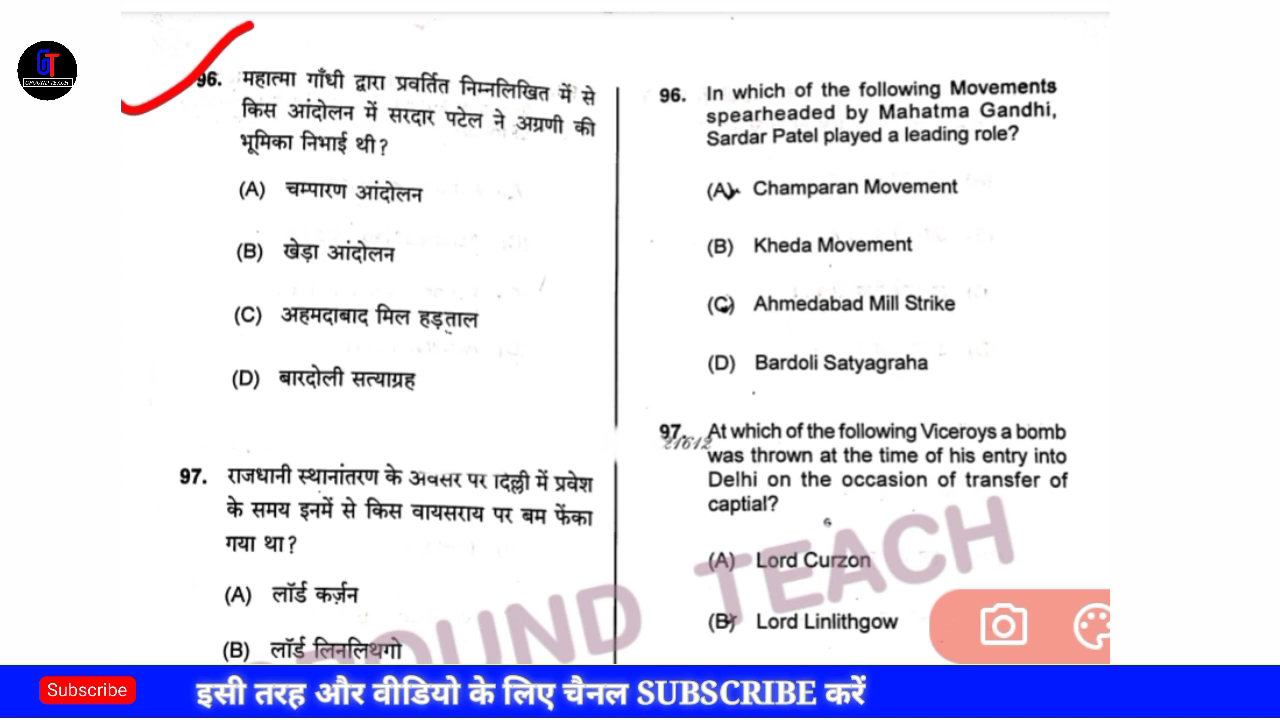 GT
96. महात्मा गाँधी द्वारा प्रवर्तित निम्नलिखित में से
किस आंदोलन में सरदार पटेल ने अग्रणी की
भूमिका निभाई थी?
(A) चम्पारण आंदोलन
(B) खेड़ा आंदोलन
(C) अहमदाबाद मिल हड़ताल
(D) बारदोली सत्याग्रह
97. राजधानी स्थानांतरण के अवसर पर दिल्ली में प्रवेश
के समय इनमें से किस वायसराय पर बम फेंका
गया था?
(A) लॉर्ड कर्ज़न
(B) लॉर्ड लिनलिथगो
96. In which of the following Movements
spearheaded by Mahatma Gandhi,
Sardar Patel played a leading role?
(A) Champaran Movement
(B) Kheda Movement
(C) Ahmedabad Mill Strike
(D) Bardoli Satyagraha
97. At which of the following Viceroys a bomb
21612
was thrown at the time of his entry into
Delhi on the occasion of transfer of
captial?
(A) Lord Curzon
(B) Lord Linlithgow
GROUND TEACH
Subscribe
इसी तरह और वीडियो के लिए चैनल SUBSCRIBE करें